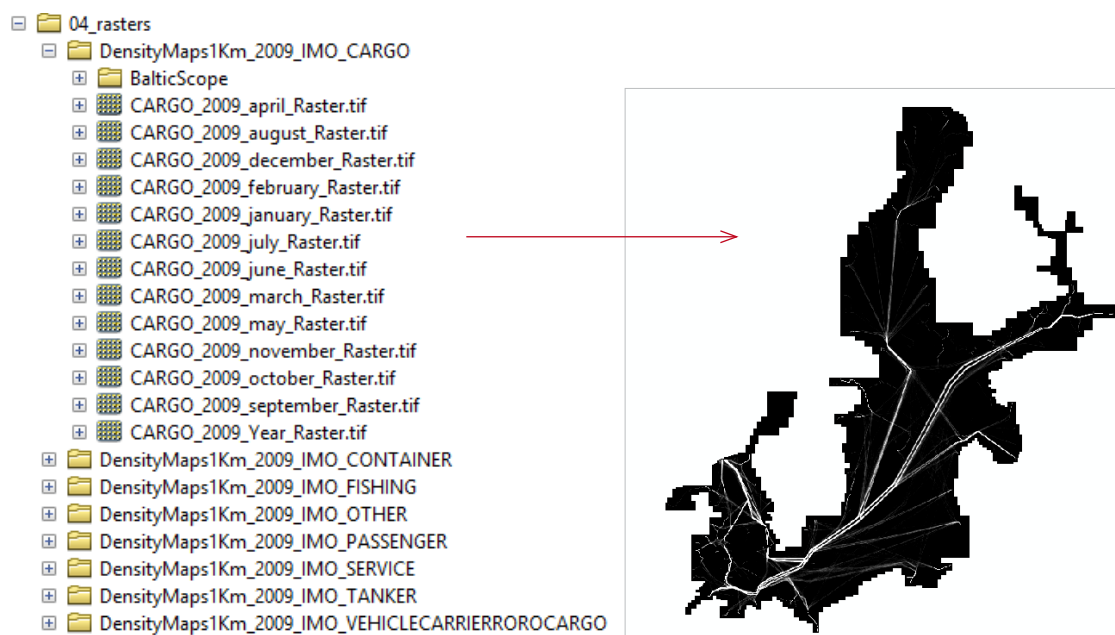 04_rasters
DensityMaps1Km_2009_IMO_CARGO
BalticScope
CARGO_2009_april_Raster.tif
CARGO_2009_august_Raster.tif
CARGO_2009_december_Raster.tif
CARGO_2009_february_Raster.tif
CARGO_2009_january_Raster.tif
CARGO_2009_july_Raster.tif
CARGO_2009_june_Raster.tif
CARGO_2009_march_Raster.tif
CARGO_2009_may_Raster.tif
CARGO_2009_november_Raster.tif
CARGO_2009_october_Raster.tif
CARGO_2009_september_Raster.tif
CARGO_2009_Year_Raster.tif
DensityMaps1Km_2009_IMO_CONTAINER
DensityMaps1Km_2009_IMO_FISHING
DensityMaps1Km_2009_IMO_OTHER
DensityMaps1Km_2009_IMO_PASSENGER
DensityMaps1Km_2009_IMO_SERVICE
DensityMaps1Km_2009_IMO_TANKER
DensityMaps1Km_2009_IMO_VEHICLECARRIERROROCARGO